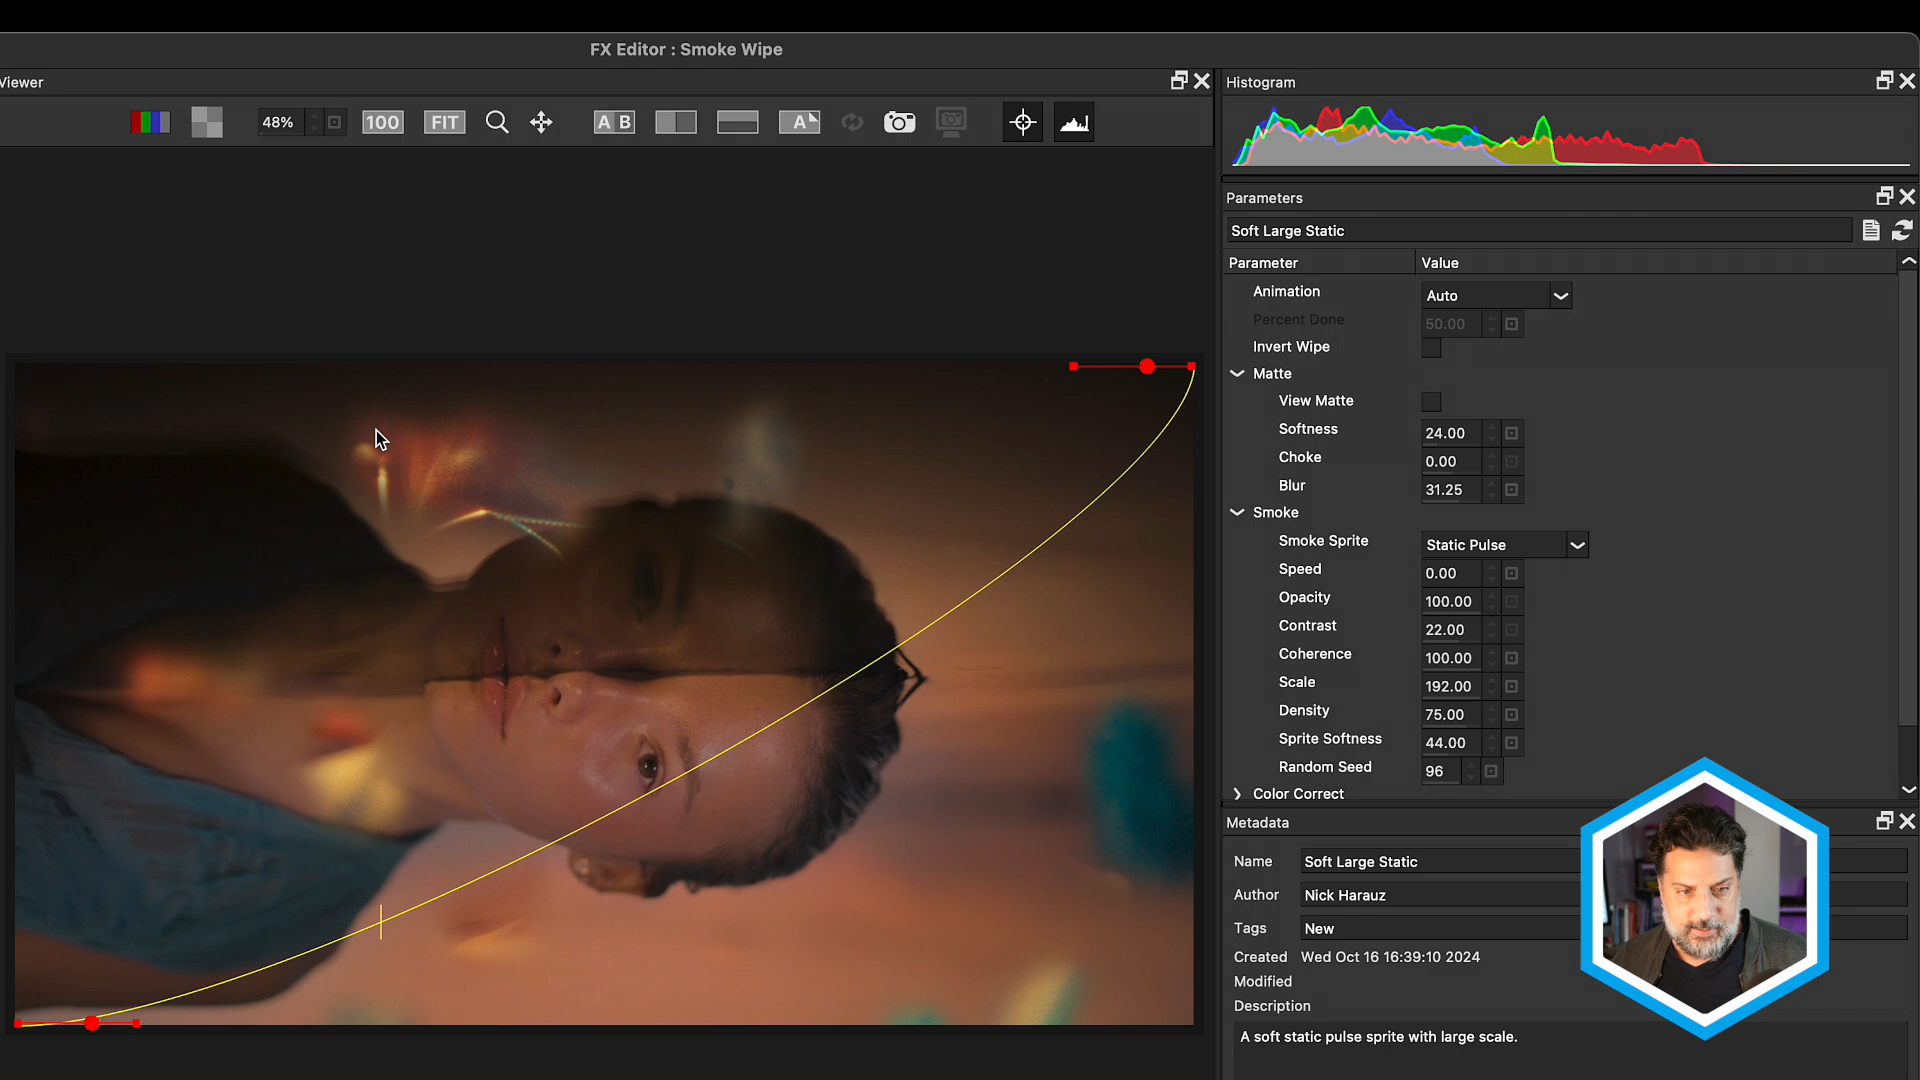 FX Editor : Smoke Wipe
Viewer
48%
100
FIT
A B
A
Histogram
Parameters
Soft Large Static
Parameter Value
Animation Auto
Percent Done 50.00
Invert Wipe
Matte
View Matte
Softness 24.00
Choke 0.00
Blur 31.25
Smoke
Smoke Sprite Static Pulse
Speed 0.00
Opacity 100.00
Contrast 22.00
Coherence 100.00
Scale 192.00
Density 75.00
Sprite Softness 44.00
Random Seed 96
Color Correct
Metadata
Name Soft Large Static
Author Nick Harauz
Tags New
Created Wed Oct 16 16:39:10 2024
Modified
Description
A soft static pulse sprite with large scale.